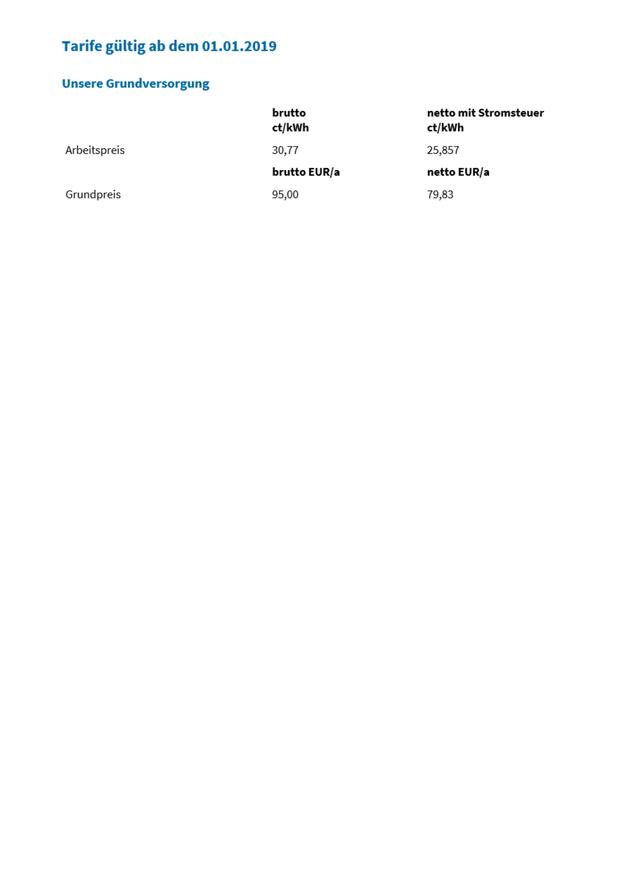 Tarife gültig ab dem 01.01.2019
Unsere Grundversorgung
brutto netto mit Stromsteuer
ct/kWh ct/kWh
Arbeitspreis 30,77 25,857
brutto EUR/a netto EUR/a
Grundpreis 95,00 79,83